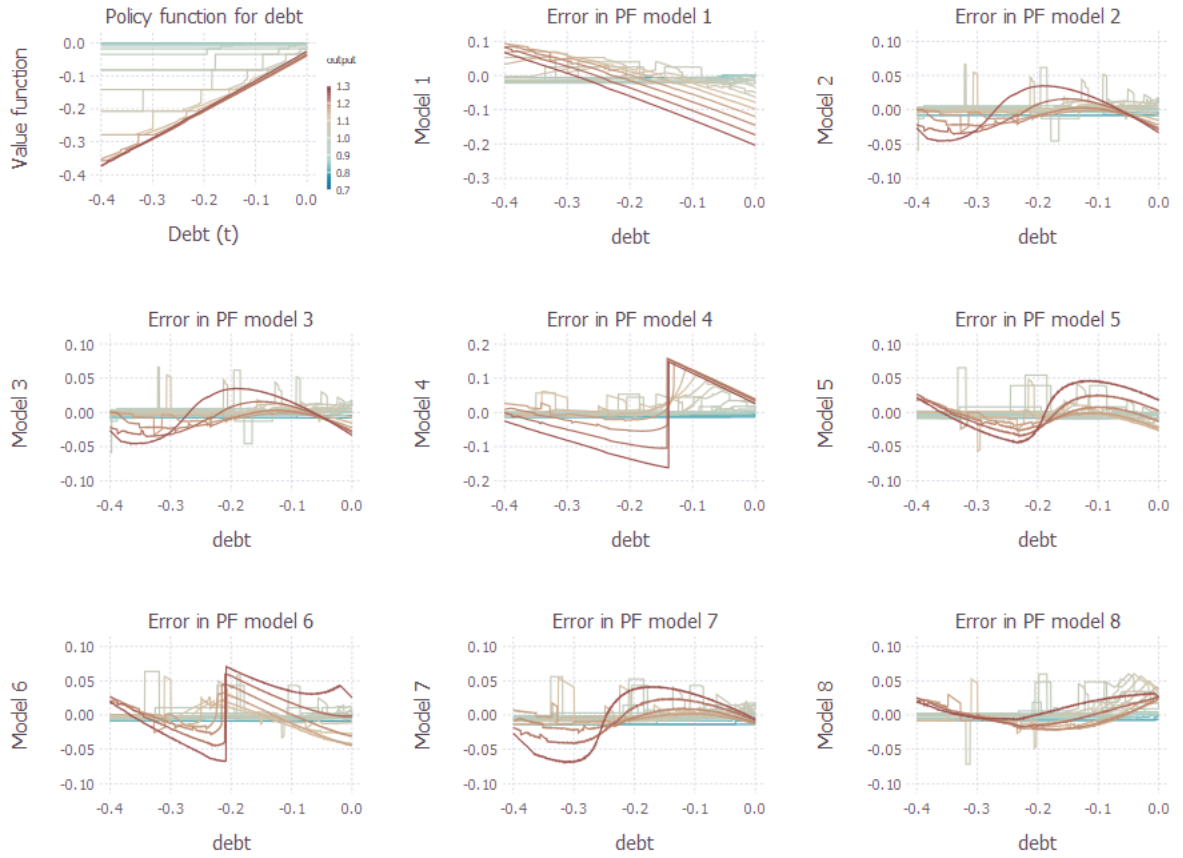 Policy function for debt
Value function
0.0
-0.1
-0.2
-0.3
-0.4
-0.4 -0.3 -0.2 -0.1 0.0
Debt (t)
output
1.3
1.2
1.1
1.0
0.9
0.8
0.7
Error in PF model 1
Model 1
0.1
0.0
-0.1
-0.2
-0.3
-0.4 -0.3 -0.2 -0.1 0.0
debt
Error in PF model 2
Model 2
0.10
0.05
0.00
-0.05
-0.10
-0.4 -0.3 -0.2 -0.1 0.0
debt
Error in PF model 3
Model 3
0.10
0.05
0.00
-0.05
-0.10
-0.4 -0.3 -0.2 -0.1 0.0
debt
Error in PF model 4
Model 4
0.2
0.1
0.0
-0.1
-0.2
-0.4 -0.3 -0.2 -0.1 0.0
debt
Error in PF model 5
Model 5
0.10
0.05
0.00
-0.05
-0.10
-0.4 -0.3 -0.2 -0.1 0.0
debt
Error in PF model 6
Model 6
0.10
0.05
0.00
-0.05
-0.10
-0.4 -0.3 -0.2 -0.1 0.0
debt
Error in PF model 7
Model 7
0.10
0.05
0.00
-0.05
-0.10
-0.4 -0.3 -0.2 -0.1 0.0
debt
Error in PF model 8
Model 8
0.10
0.05
0.00
-0.05
-0.10
-0.4 -0.3 -0.2 -0.1 0.0
debt